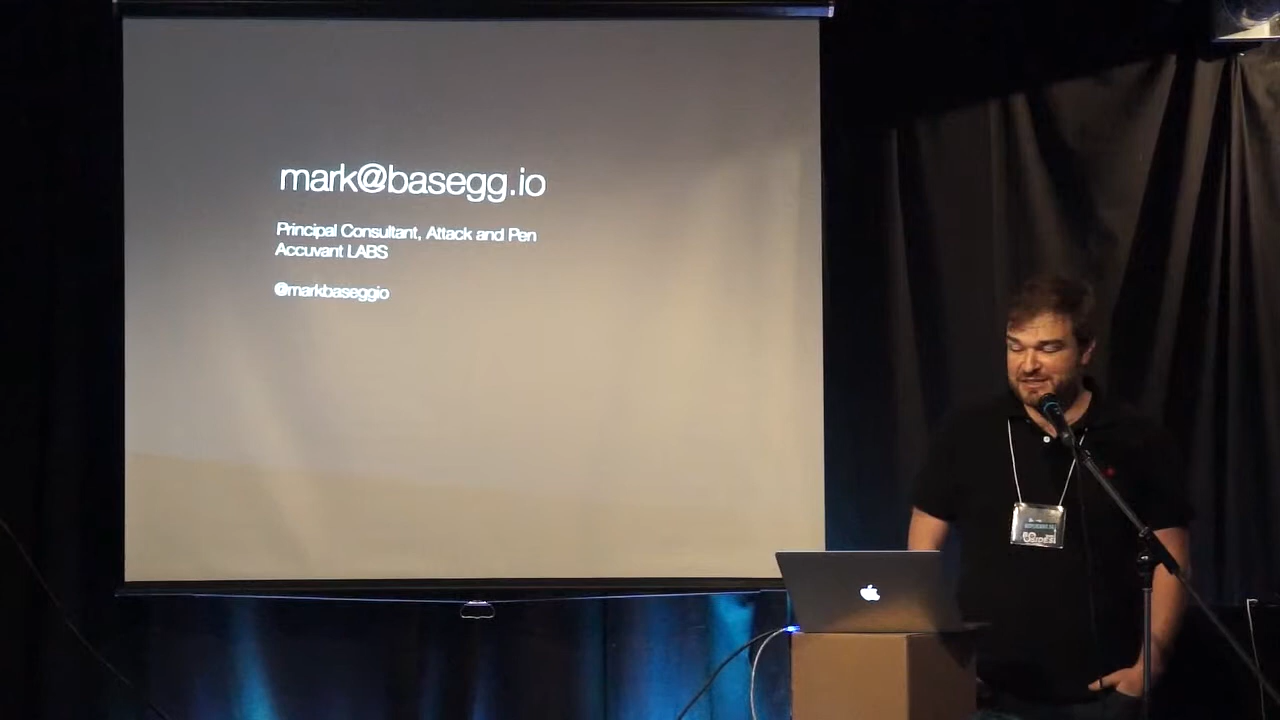 mark@basegg.io
Principal Consultant, Attack and Pen
Accuvant LABS
@markbaseggio